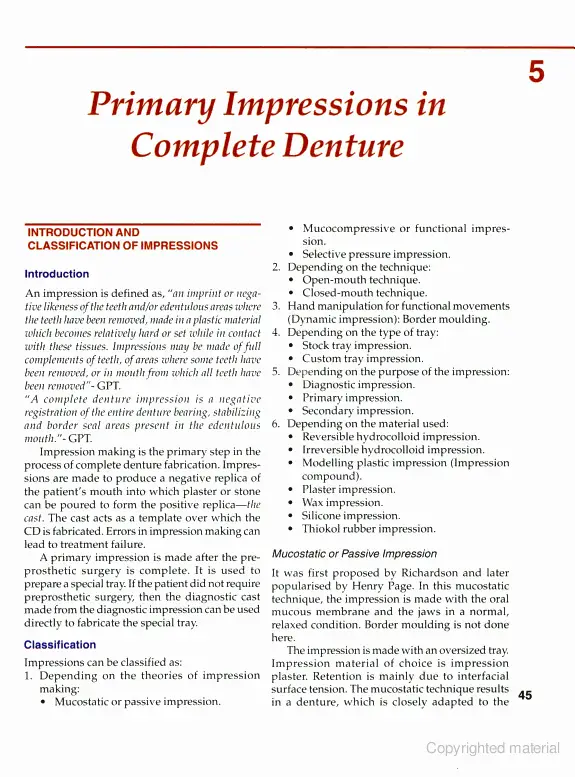 5
Primary Impressions in
Complete Denture
INTRODUCTION AND
CLASSIFICATION OF IMPRESSIONS
Introduction
An impression is defined as, "an imprint or nega-
tive likeness of the teeth and/or edentulous areas where
the teeth have been removed, made in a plastic material
which becomes relatively hard or set while in contact
with these tissues. Impressions may be made of full
complements of teeth, of areas where some teeth have
been removed, or in mouth from which all teeth have
been removed"- GPT.
"A complete denture impression is a negative
registration of the entire denture bearing, stabilizing
and border seal areas present in the edentulous
mouth."- GPT.
Impression making is the primary step in the
process of complete denture fabrication. Impres-
sions are made to produce a negative replica of
the patient's mouth into which plaster or stone
can be poured to form the positive replica—the
cast. The cast acts as a template over which the
CD is fabricated. Errors in impression making can
lead to treatment failure.
A primary impression is made after the pre-
prosthetic surgery is complete. It is used to
prepare a special tray. If the patient did not require
preprosthetic surgery, then the diagnostic cast
made from the diagnostic impression can be used
directly to fabricate the special tray.
Classification
Impressions can be classified as:
1. Depending on the theories of impression
making:
• Mucostatic or passive impression.
• Mucocompressive or functional impres-
sion.
• Selective pressure impression.
2. Depending on the technique:
• Open-mouth technique.
• Closed-mouth technique.
3. Hand manipulation for functional movements
(Dynamic impression): Border moulding.
4. Depending on the type of tray:
• Stock tray impression.
• Custom tray impression.
5. Depending on the purpose of the impression:
• Diagnostic impression.
• Primary impression.
• Secondary impression.
6. Depending on the material used:
• Reversible hydrocolloid impression.
• Irreversible hydrocolloid impression.
• Modelling plastic impression (Impression
compound).
• Plaster impression.
• Wax impression.
• Silicone impression.
• Thiokol rubber impression.
Mucostatic or Passive Impression
It was first proposed by Richardson and later
popularised by Henry Page. In this mucostatic
technique, the impression is made with the oral
mucous membrane and the jaws in a normal,
relaxed condition. Border moulding is not done
here.
The impression is made with an oversized tray.
Impression material of choice is impression
plaster. Retention is mainly due to interfacial
surface tension. The mucostatic technique results
in a denture, which is closely adapted to the
45
Copyrighted material